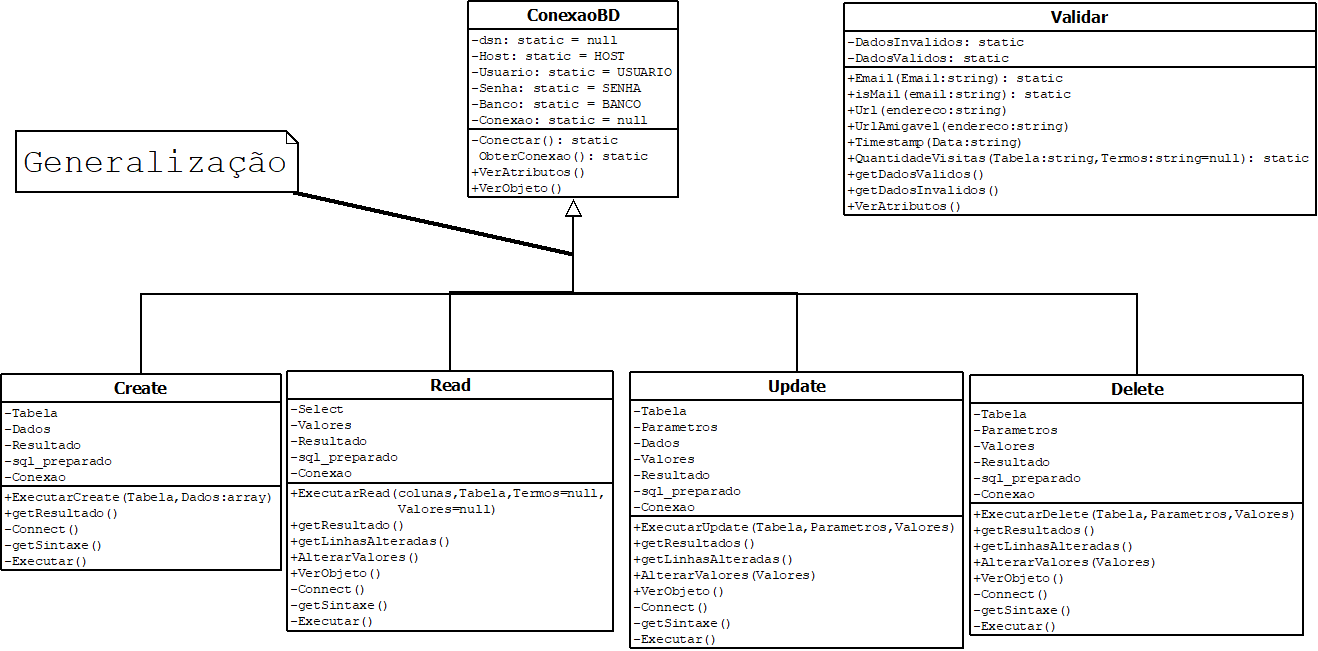 ConexaoBD
-dsn: static = null
-Host: static = HOST
-Usuario: static = USUARIO
-Senha: static = SENHA
-Banco: static = BANCO
-Conexao: static = null
-Conectar(): static
ObterConexao(): static
+VerAtributos()
+VerObjeto()
Validar
-DadosInvalidos: static
-DadosValidos: static
+Email(Email:string): static
+isMail(email:string): static
+Url(endereco:string)
+UrlAmigavel(endereco:string)
+Timestamp(Data:string)
+QuantidadeVisitas(Tabela:string,Termos:string=null): static
+getDadosValidos()
+getDadosInvalidos()
+VerAtributos()
Generalização
Create
-Tabela
-Dados
-Resultado
-sql_preparado
-Conexao
+ExecutarCreate(Tabela,Dados:array)
+getResultado()
-Connect()
-getSintaxe()
-Executar()
Read
-Select
-Valores
-Resultado
-sql_preparado
-Conexao
+ExecutarRead(colunas,Tabela,Termos=null,
Valores=null)
+getResultado()
+getLinhasAlteradas()
+AlterarValores()
+VerObjeto()
-Connect()
-getSintaxe()
-Executar()
Update
-Tabela
-Parametros
-Dados
-Valores
-Resultado
-sql_preparado
-Conexao
+ExecutarUpdate(Tabela,Parametros,Valores)
+getResultados()
+getLinhasAlteradas()
+AlterarValores(Valores)
+VerObjeto()
-Connect()
-getSintaxe()
-Executar()
Delete
-Tabela
-Parametros
-Valores
-Resultado
-sql_preparado
-Conexao
+ExecutarDelete(Tabela,Parametros,Valores)
+getResultados()
+getLinhasAlteradas()
+AlterarValores(Valores)
+VerObjeto()
-Connect()
-getSintaxe()
-Executar()